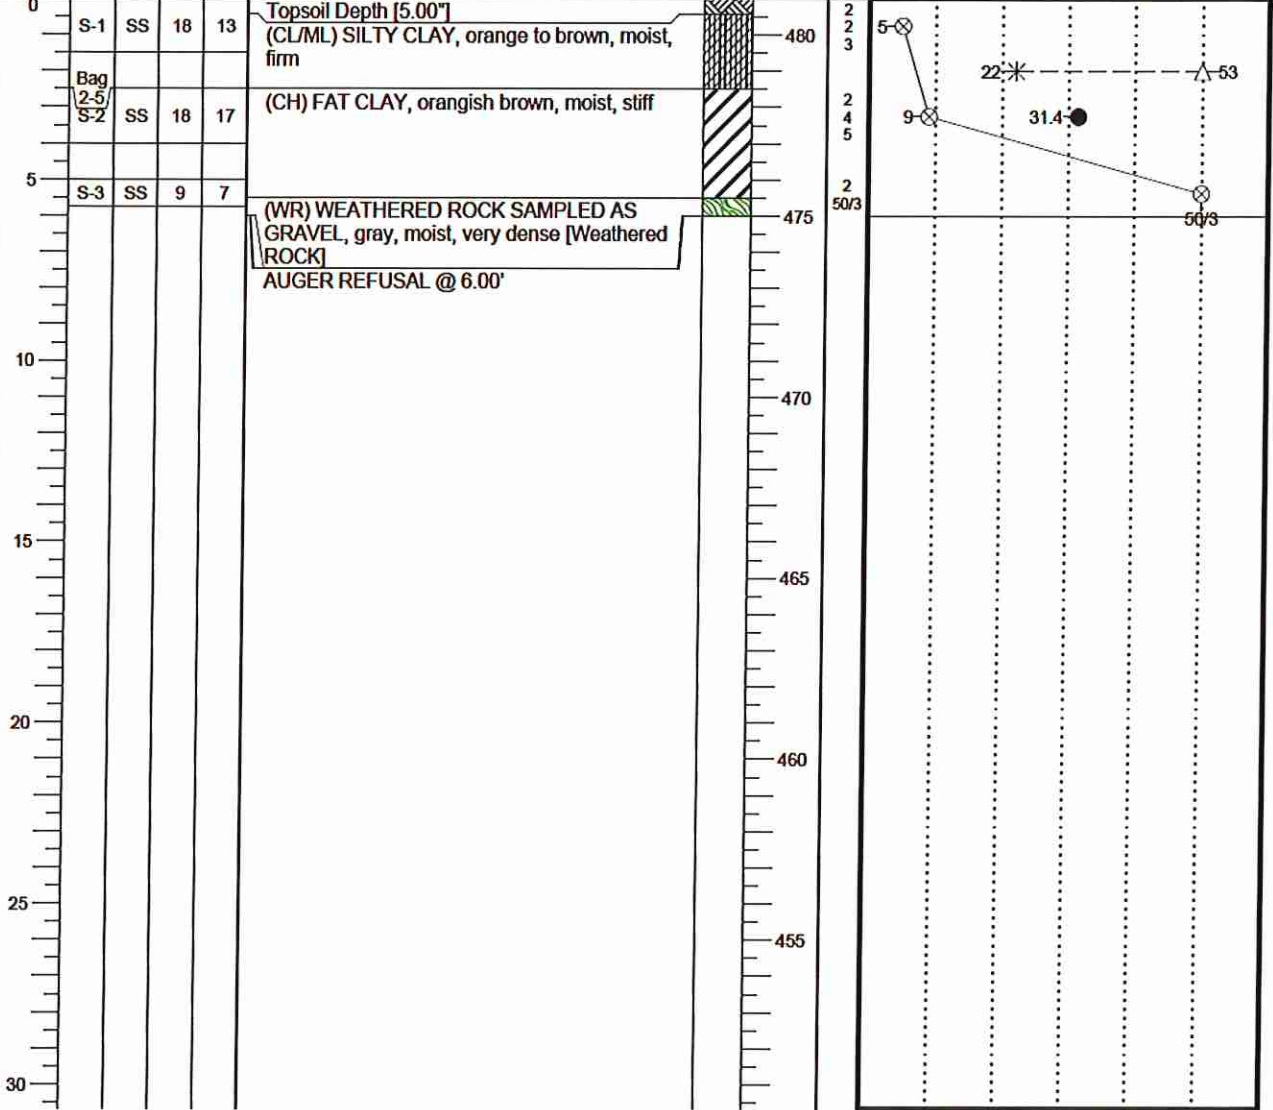 0
S-1 SS 18 13
Topsoil Depth [5.00"]
(CL/ML) SILTY CLAY, orange to brown, moist,
firm
480
2
2
3
5
22
53
Bag
2-5
S-2 SS 18 17
(CH) FAT CLAY, orangish brown, moist, stiff
2
4
5
9
31.4
5
S-3 SS 9 7
2
50/3
50/3
(WR) WEATHERED ROCK SAMPLED AS
GRAVEL, gray, moist, very dense [Weathered
ROCK]
475
AUGER REFUSAL @ 6.00'
10
470
15
465
20
460
25
455
30